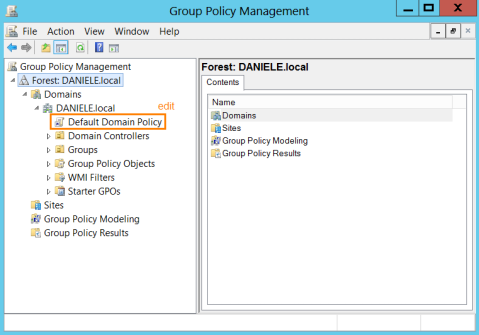 Group Policy Management
X
File Action View Window Help
Group Policy Management
Forest: DANIELE.local
Domains
DANIELE.local
edit
Default Domain Policy
Domain Controllers
Groups
Group Policy Objects
WMI Filters
Starter GPOs
Sites
Group Policy Modeling
Group Policy Results
Forest: DANIELE.local
Contents
Name
Domains
Sites
Group Policy Modeling
Group Policy Results